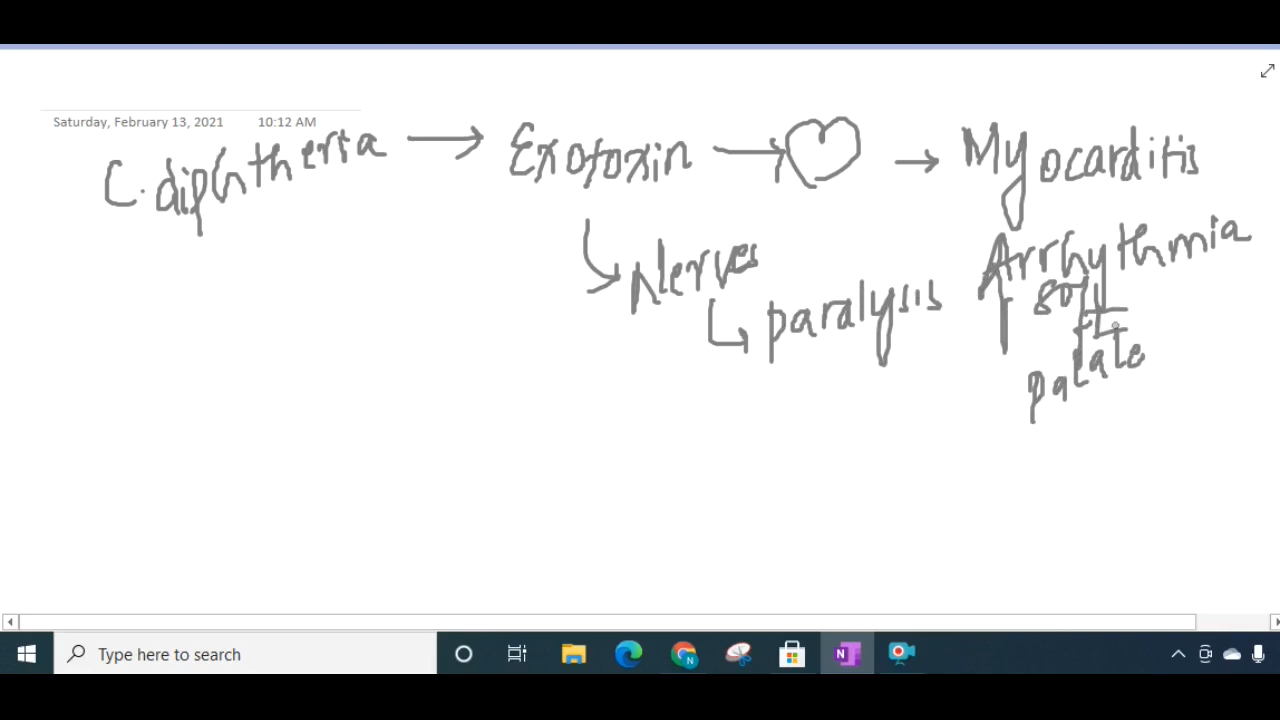 Saturday, February 13, 2021 10:12 AM
C. diphtheria → Exotoxin → ♡ → Myocarditis
Arrhythmia
Nerves
paralysis
soft
palate
Type here to search